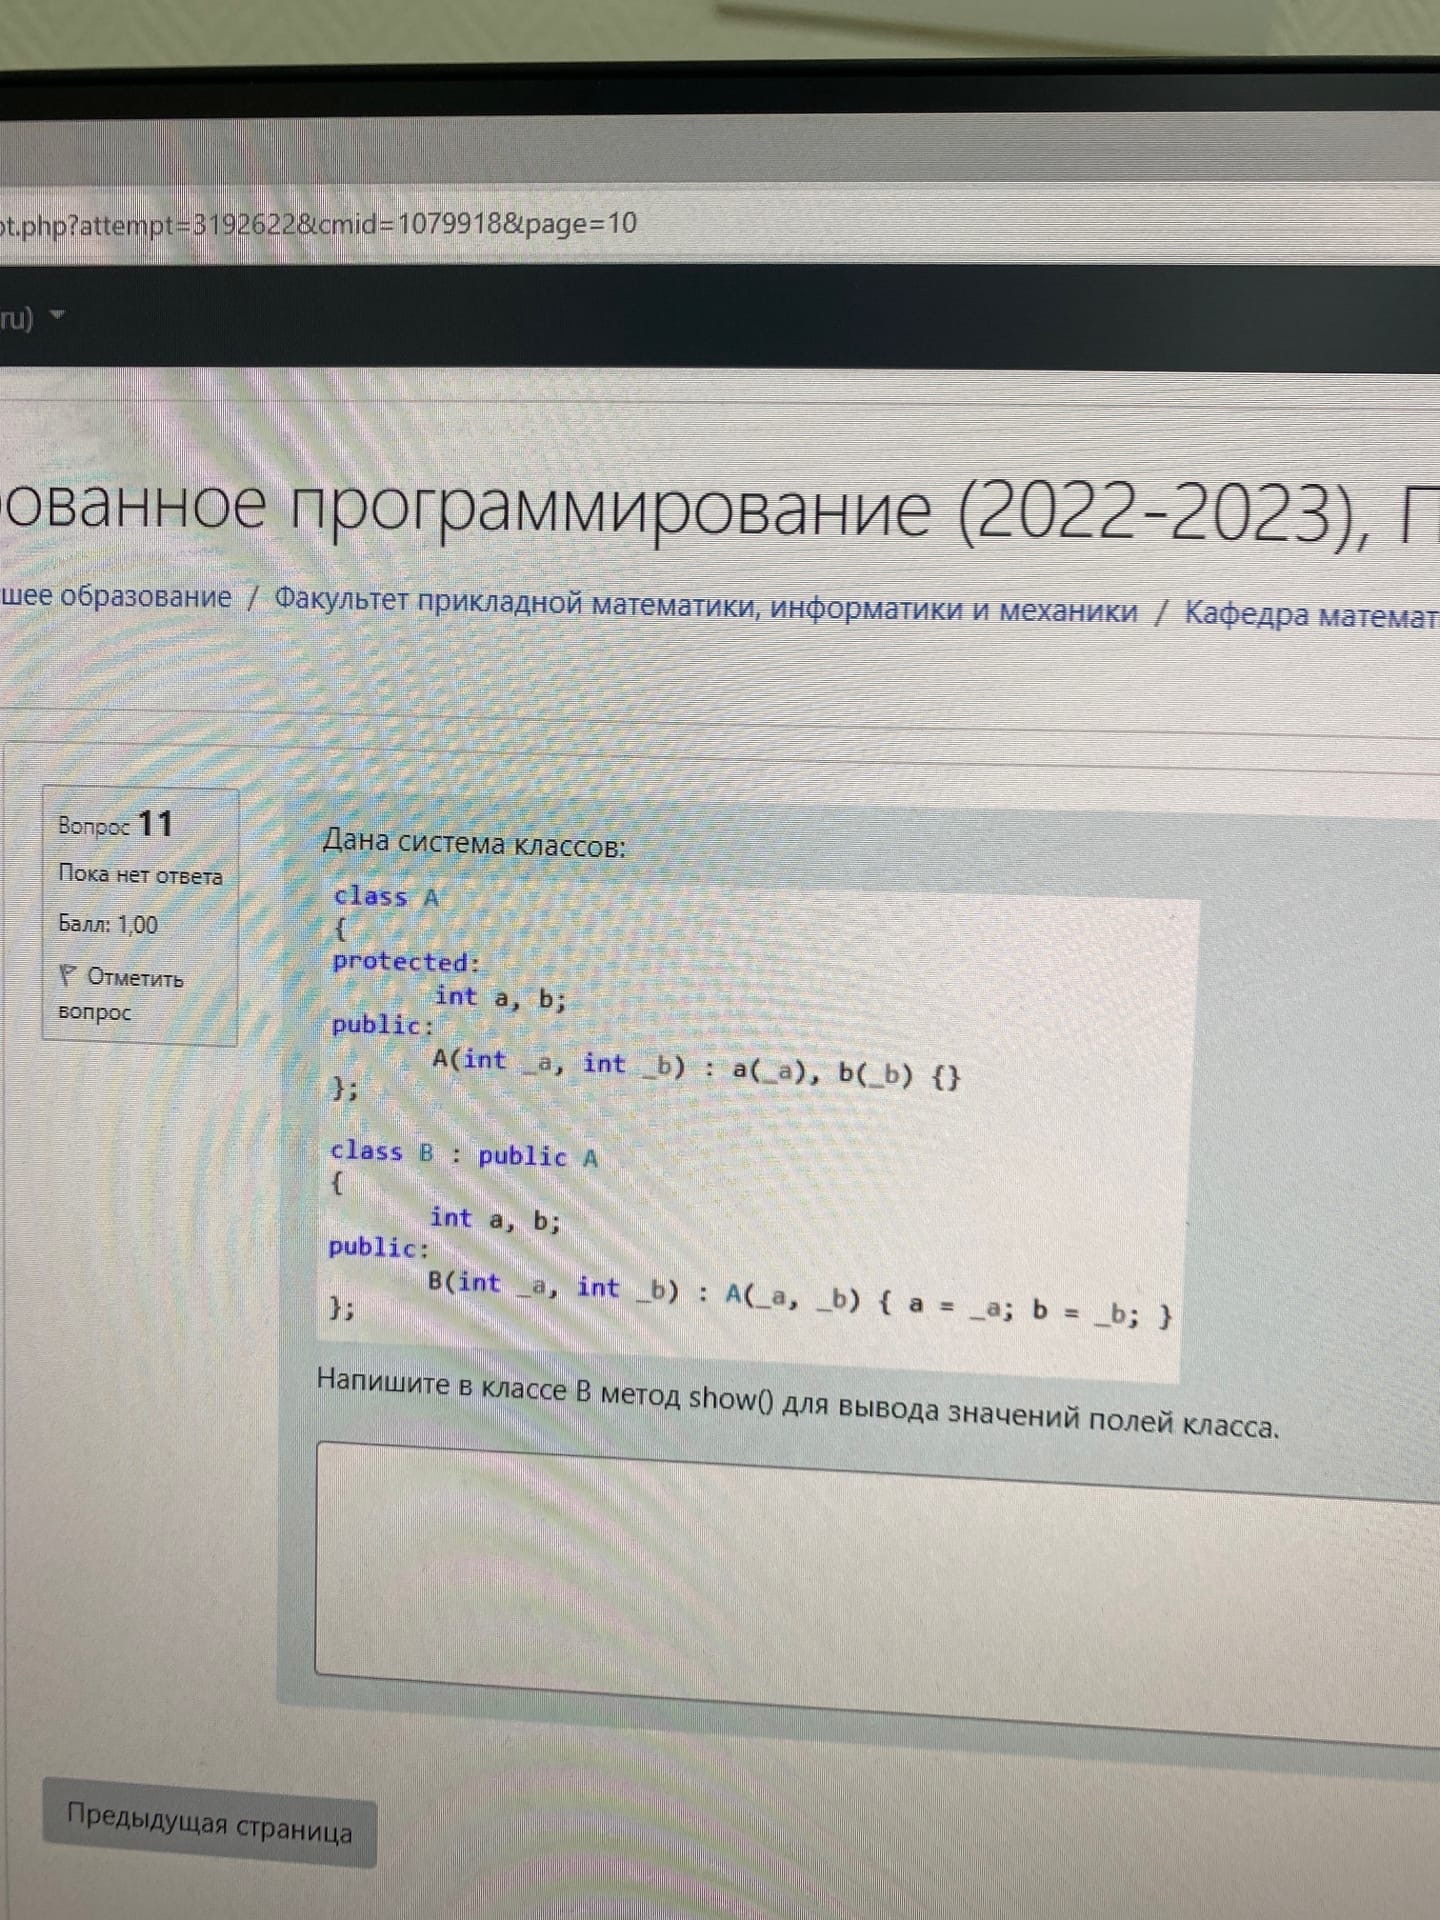 pt.php?attempt=3192622&cmid=1079918&page=10
ru)
ованное программирование (2022-2023), П
шее образование / Факультет прикладной математики, информатики и механики / Кафедра математ
Вопрос 11
Пока нет ответа
Балл: 1,00
Отметить
вопрос
Дана система классов:
class A
{
protected:
int a, b;
public:
A(int _a, int _b) : a(_a), b(_b) {}
};
class B : public A
{
int a, b;
public:
B(int _a, int _b) : A(_a, _b) { a = _a; b = _b; }
};
Напишите в классе B метод show() для вывода значений полей класса.
Предыдущая страница